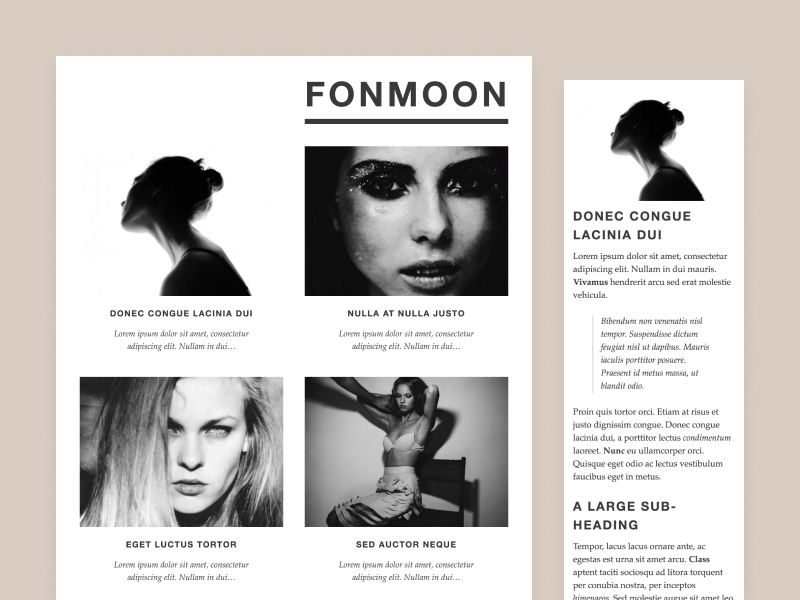 FONMOON
DONEC CONGUE LACINIA DUI
Lorem ipsum dolor sit amet, consectetur
adipiscing elit. Nullam in dui…
NULLA AT NULLA JUSTO
Lorem ipsum dolor sit amet, consectetur
adipiscing elit. Nullam in dui…
EGET LUCTUS TORTOR
Lorem ipsum dolor sit amet, consectetur
adipiscing elit. Nullam in dui…
SED AUCTOR NEQUE
Lorem ipsum dolor sit amet, consectetur
adipiscing elit. Nullam in dui…
DONEC CONGUE
LACINIA DUI
Lorem ipsum dolor sit amet, consectetur
adipiscing elit. Nullam in dui mauris.
Vivamus hendrerit arcu sed erat molestie
vehicula.
Bibendum non venenatis nisl
tempor. Suspendisse dictum
feugiat nisl ut dapibus. Mauris
iaculis porttitor posuere.
Praesent id metus massa, ut
blandit odio.
Proin quis tortor orci. Etiam at risus et
justo dignissim congue. Donec congue
lacinia dui, a porttitor lectus condimentum
laoreet. Nunc eu ullamcorper orci.
Quisque eget odio ac lectus vestibulum
faucibus eget in metus.
A LARGE SUB-
HEADING
Tempor, lacus lacus ornare ante, ac
egestas est urna sit amet arcu. Class
aptent taciti sociosqu ad litora torquent
per conubia nostra, per inceptos
himenaeos. Sed molestie augue sit amet leo